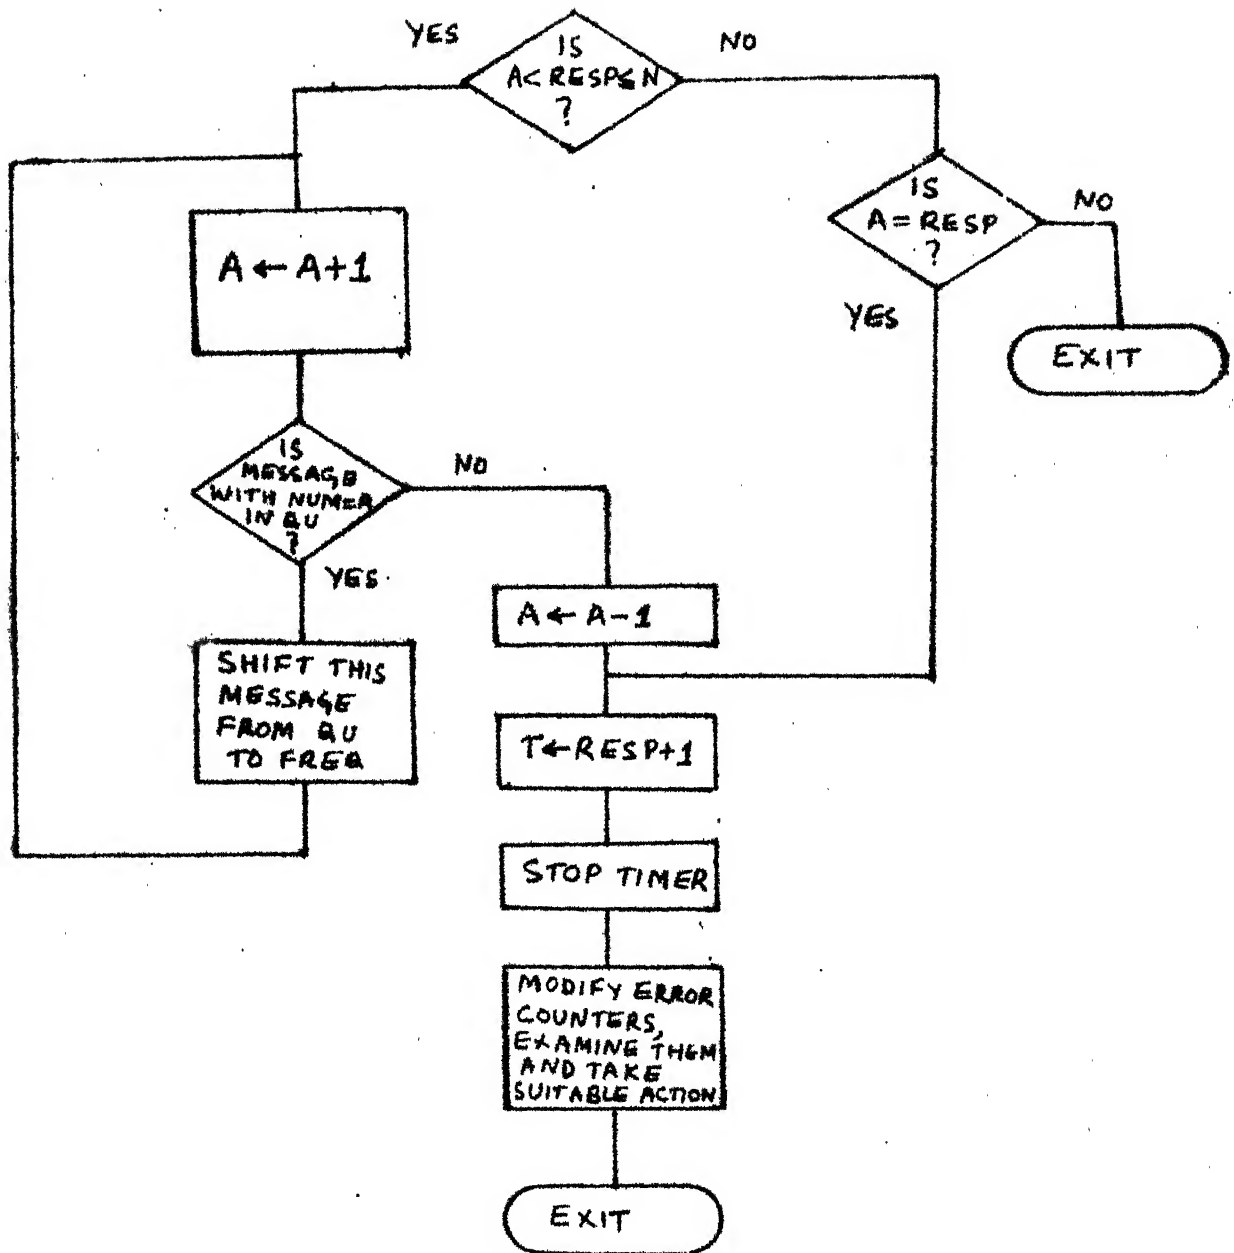 YES
IS
A< RESP≤N
?
NO
IS
A = RESP
?
NO
YES
EXIT
A ← A+1
IS
MESSAGE
WITH NUM=A
IN QU
?
NO
YES
A ← A-1
SHIFT THIS
MESSAGE
FROM QU
TO FREQ
T←RESP+1
STOP TIMER
MODIFY ERROR
COUNTERS,
EXAMINE THEM
AND TAKE
SUITABLE ACTION
EXIT